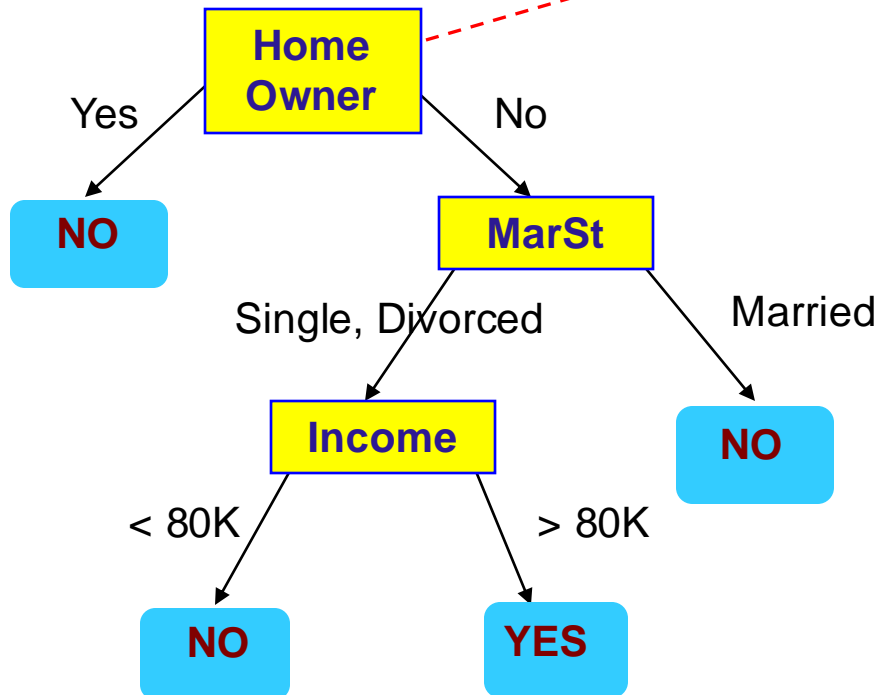 Home
Owner
Yes
No
NO
MarSt
Single, Divorced
Married
Income
NO
< 80K
> 80K
NO
YES